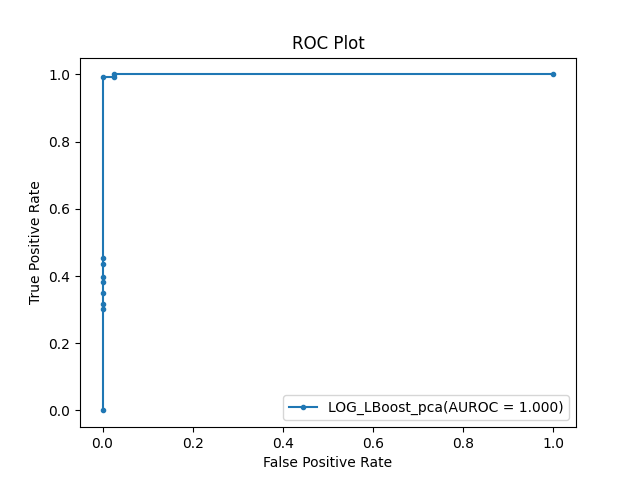 ROC Plot
1.0
0.8
0.6
0.4
0.2
0.0
True Positive Rate
LOG_LBoost_pca(AUROC = 1.000)
0.0 0.2 0.4 0.6 0.8 1.0
False Positive Rate